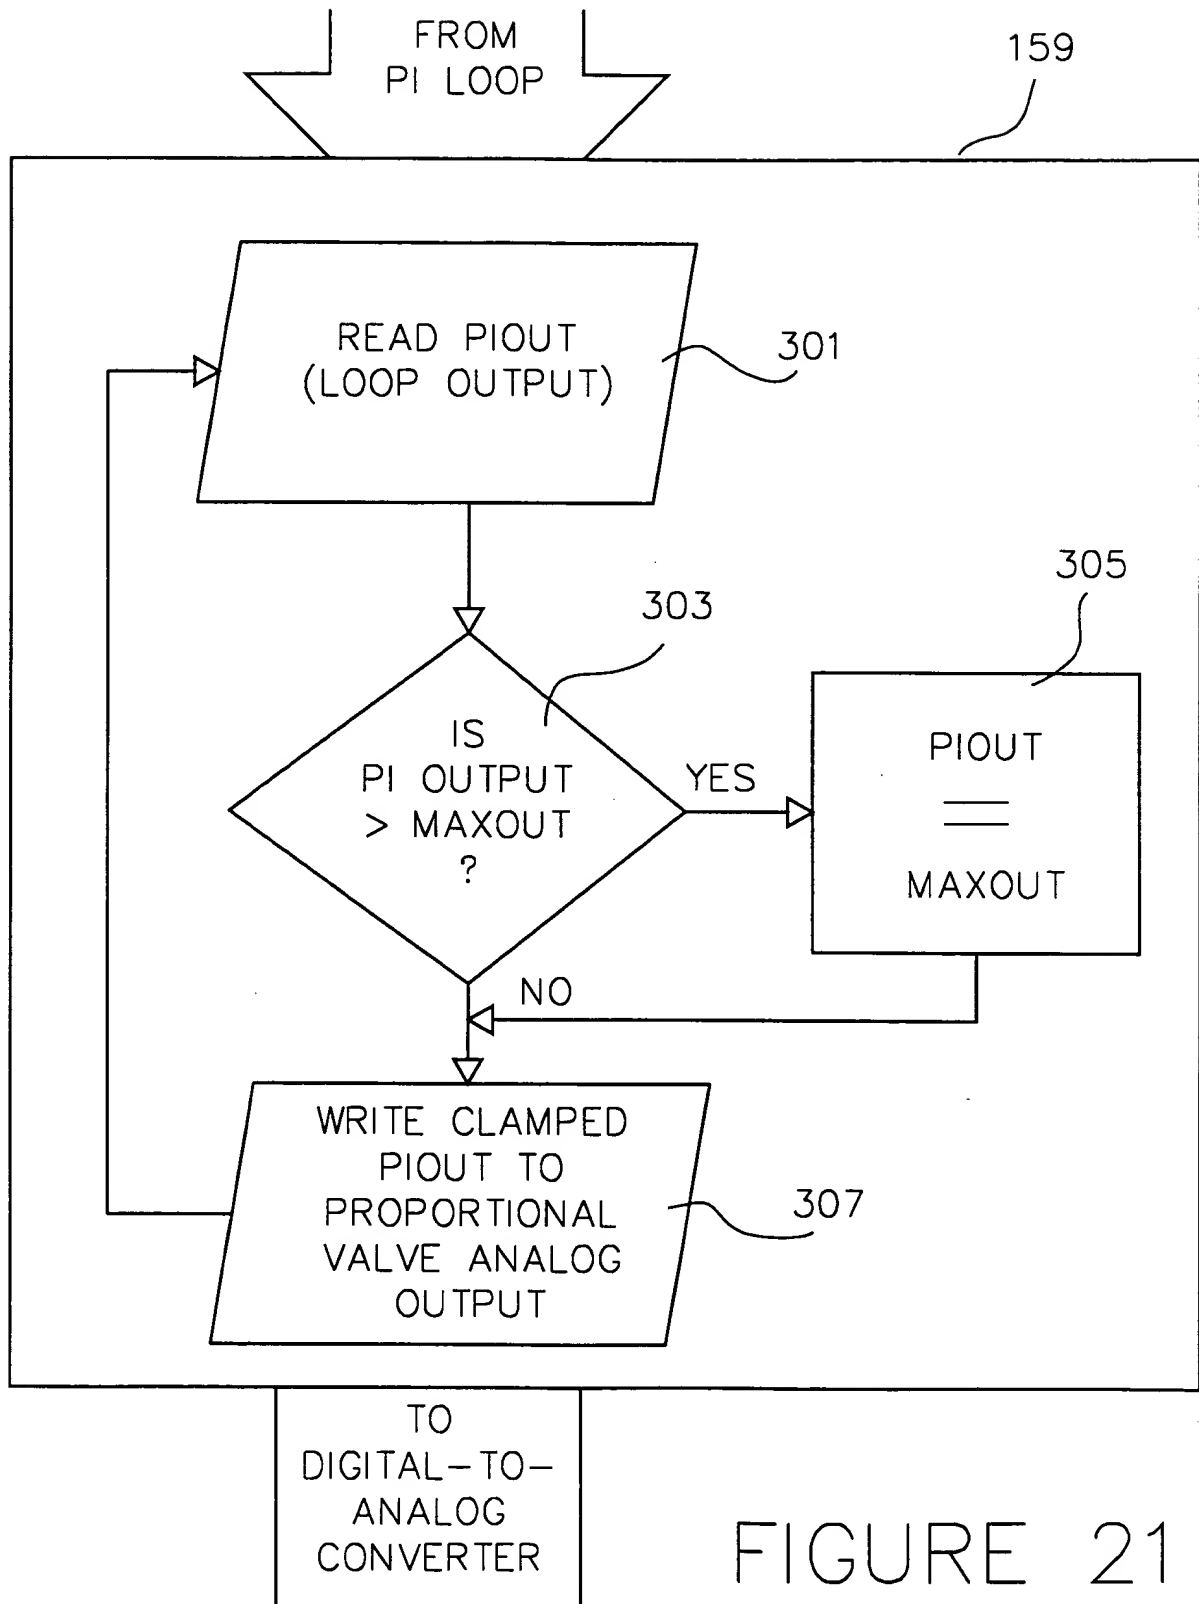 FROM
PI LOOP
159
READ PIOUT
(LOOP OUTPUT)
301
303
305
IS
PI OUTPUT
> MAXOUT
?
YES
PIOUT
=
MAXOUT
NO
WRITE CLAMPED
PIOUT TO
PROPORTIONAL
VALVE ANALOG
OUTPUT
307
TO
DIGITAL-TO-
ANALOG
CONVERTER
FIGURE 21